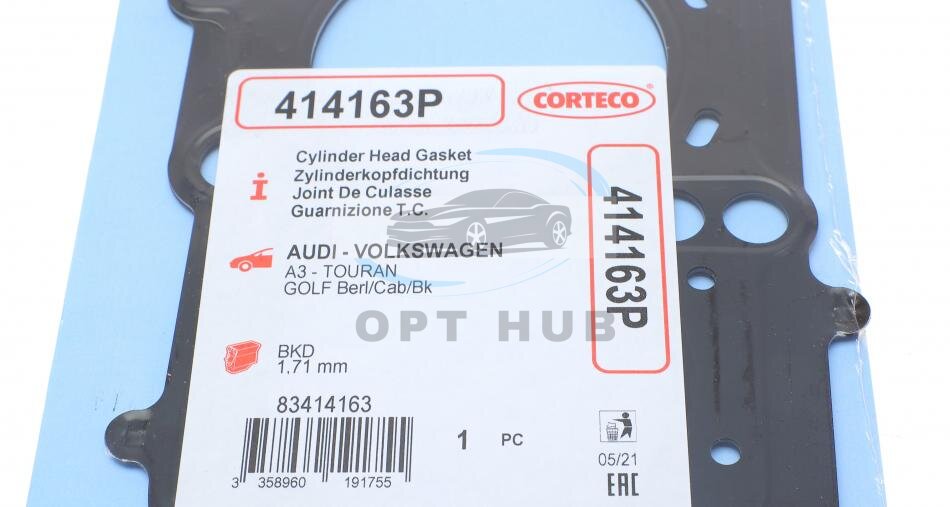 414163P
CORTECO
Cylinder Head Gasket
Zylinderkopfdichtung
Joint De Culasse
Guarnizione T.C.
414163P
AUDI - VOLKSWAGEN
A3 - TOURAN
GOLF Berl/Cab/Bk
OPT HUB
BKD
1,71 mm
83414163
1 PC
3 358960 191755
05/21
EAC